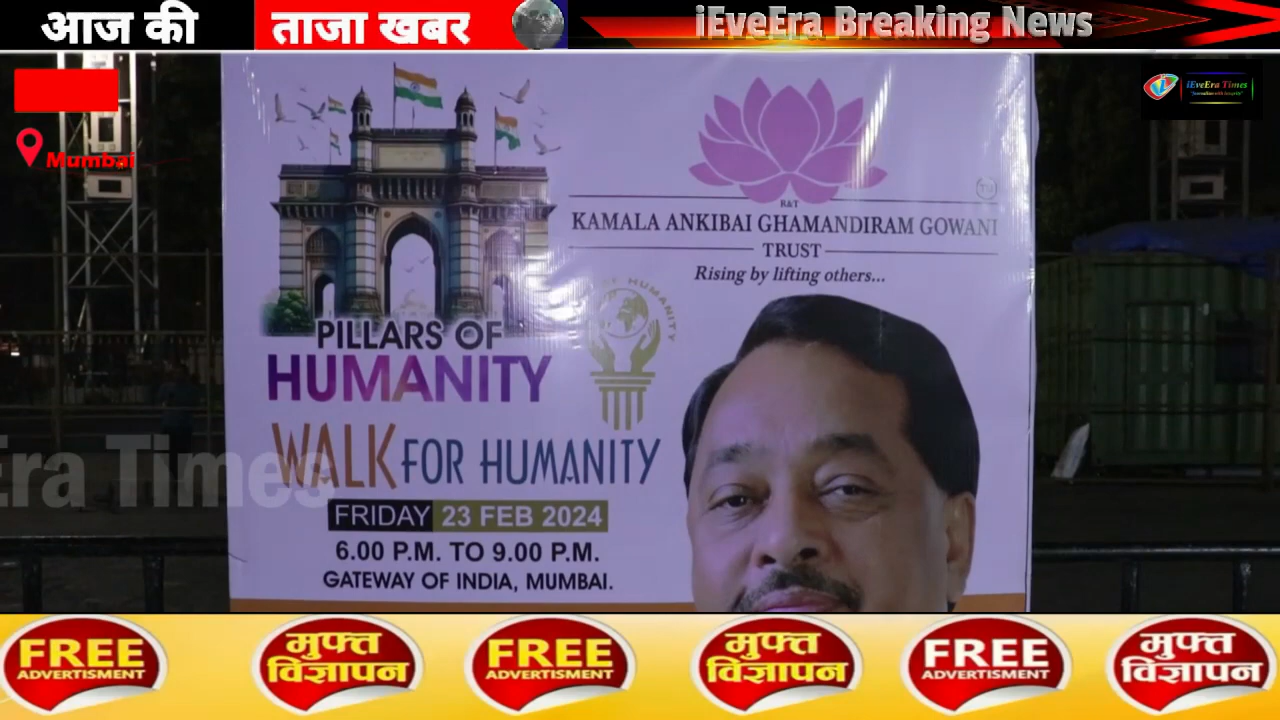 आज की ताजा खबर
iEveEra Breaking News
iEveEra Times
Mumbai
R&T
KAMALA ANKIBAI GHAMANDIRAM GOWANI
TRUST
Rising by lifting others...
PILLARS OF
HUMANITY
HUMANITY
WALK FOR HUMANITY
Era Times
FRIDAY 23 FEB 2024
6.00 P.M. TO 9.00 P.M.
GATEWAY OF INDIA, MUMBAI.
FREE ADVERTISMENT
मुफ्त विज्ञापन
FREE ADVERTISMENT
मुफ्त विज्ञापन
FREE ADVERTISMENT
मुफ्त विज्ञापन